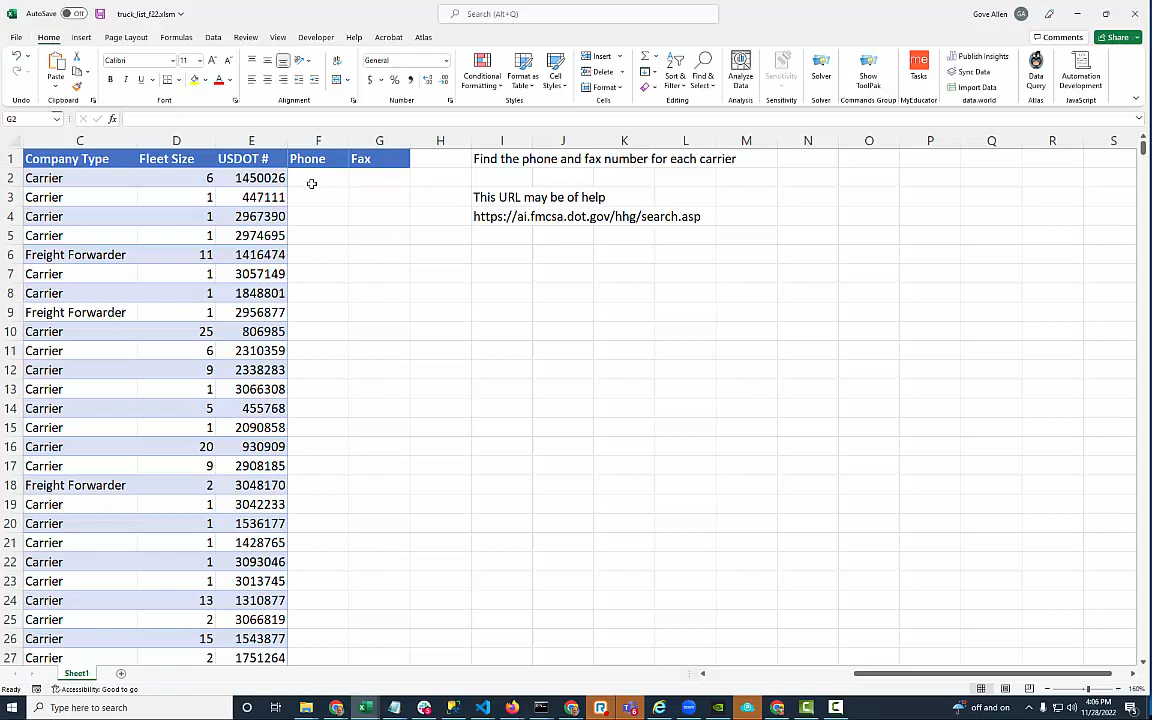 AutoSave Off truck_list_f22.xlsm Search (Alt+Q) Gove Allen GA
File Home Insert Page Layout Formulas Data Review View Developer Help Acrobat Atlas Comments Share
Undo Paste Clipboard Calibri 11 Font Alignment General Number Conditional Formatting Format as Table Cell Styles Styles Insert Delete Format Cells Sort & Filter Find & Select Editing Analyze Data Analysis Sensitivity Sensitivity Solver Solver Show ToolPak Commands Group me Tasks MyEducator Publish Insights Sync Data Import Data data.world Data Query Atlas Automation Development JavaScript
G2 fx
C D E F G H I J K L M N O P Q R S
1 Company Type Fleet Size USDOT # Phone Fax Find the phone and fax number for each carrier
2 Carrier 6 1450026
3 Carrier 1 447111 This URL may be of help
4 Carrier 1 2967390 https://ai.fmcsa.dot.gov/hhg/search.asp
5 Carrier 1 2974695
6 Freight Forwarder 11 1416474
7 Carrier 1 3057149
8 Carrier 1 1848801
9 Freight Forwarder 1 2956877
10 Carrier 25 806985
11 Carrier 6 2310359
12 Carrier 9 2338283
13 Carrier 1 3066308
14 Carrier 5 455768
15 Carrier 1 2090858
16 Carrier 20 930909
17 Carrier 9 2908185
18 Freight Forwarder 2 3048170
19 Carrier 1 3042233
20 Carrier 1 1536177
21 Carrier 1 1428765
22 Carrier 1 3093046
23 Carrier 1 3013745
24 Carrier 13 1310877
25 Carrier 2 3066819
26 Carrier 15 1543877
27 Carrier 2 1751264
Sheet1
Ready Accessibility: Good to go 160%
Type here to search off and on 4:06 PM
11/28/2022